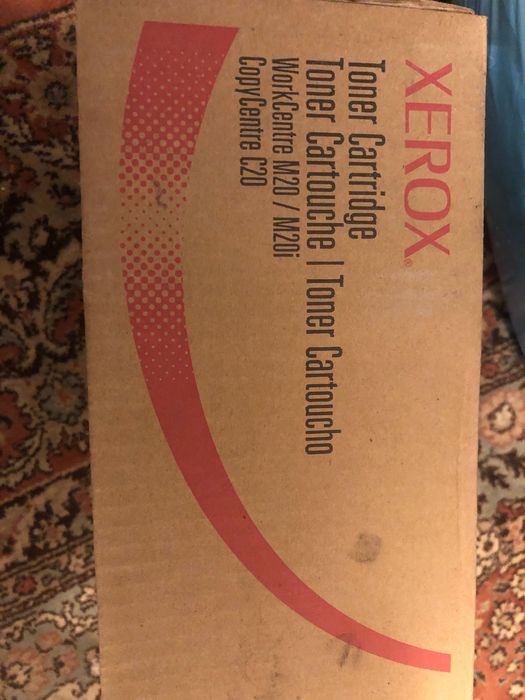 XEROX®
Toner Cartridge
Toner Cartouche | Toner Cartoucho
WorkCentre M20 / M20i
CopyCentre C20